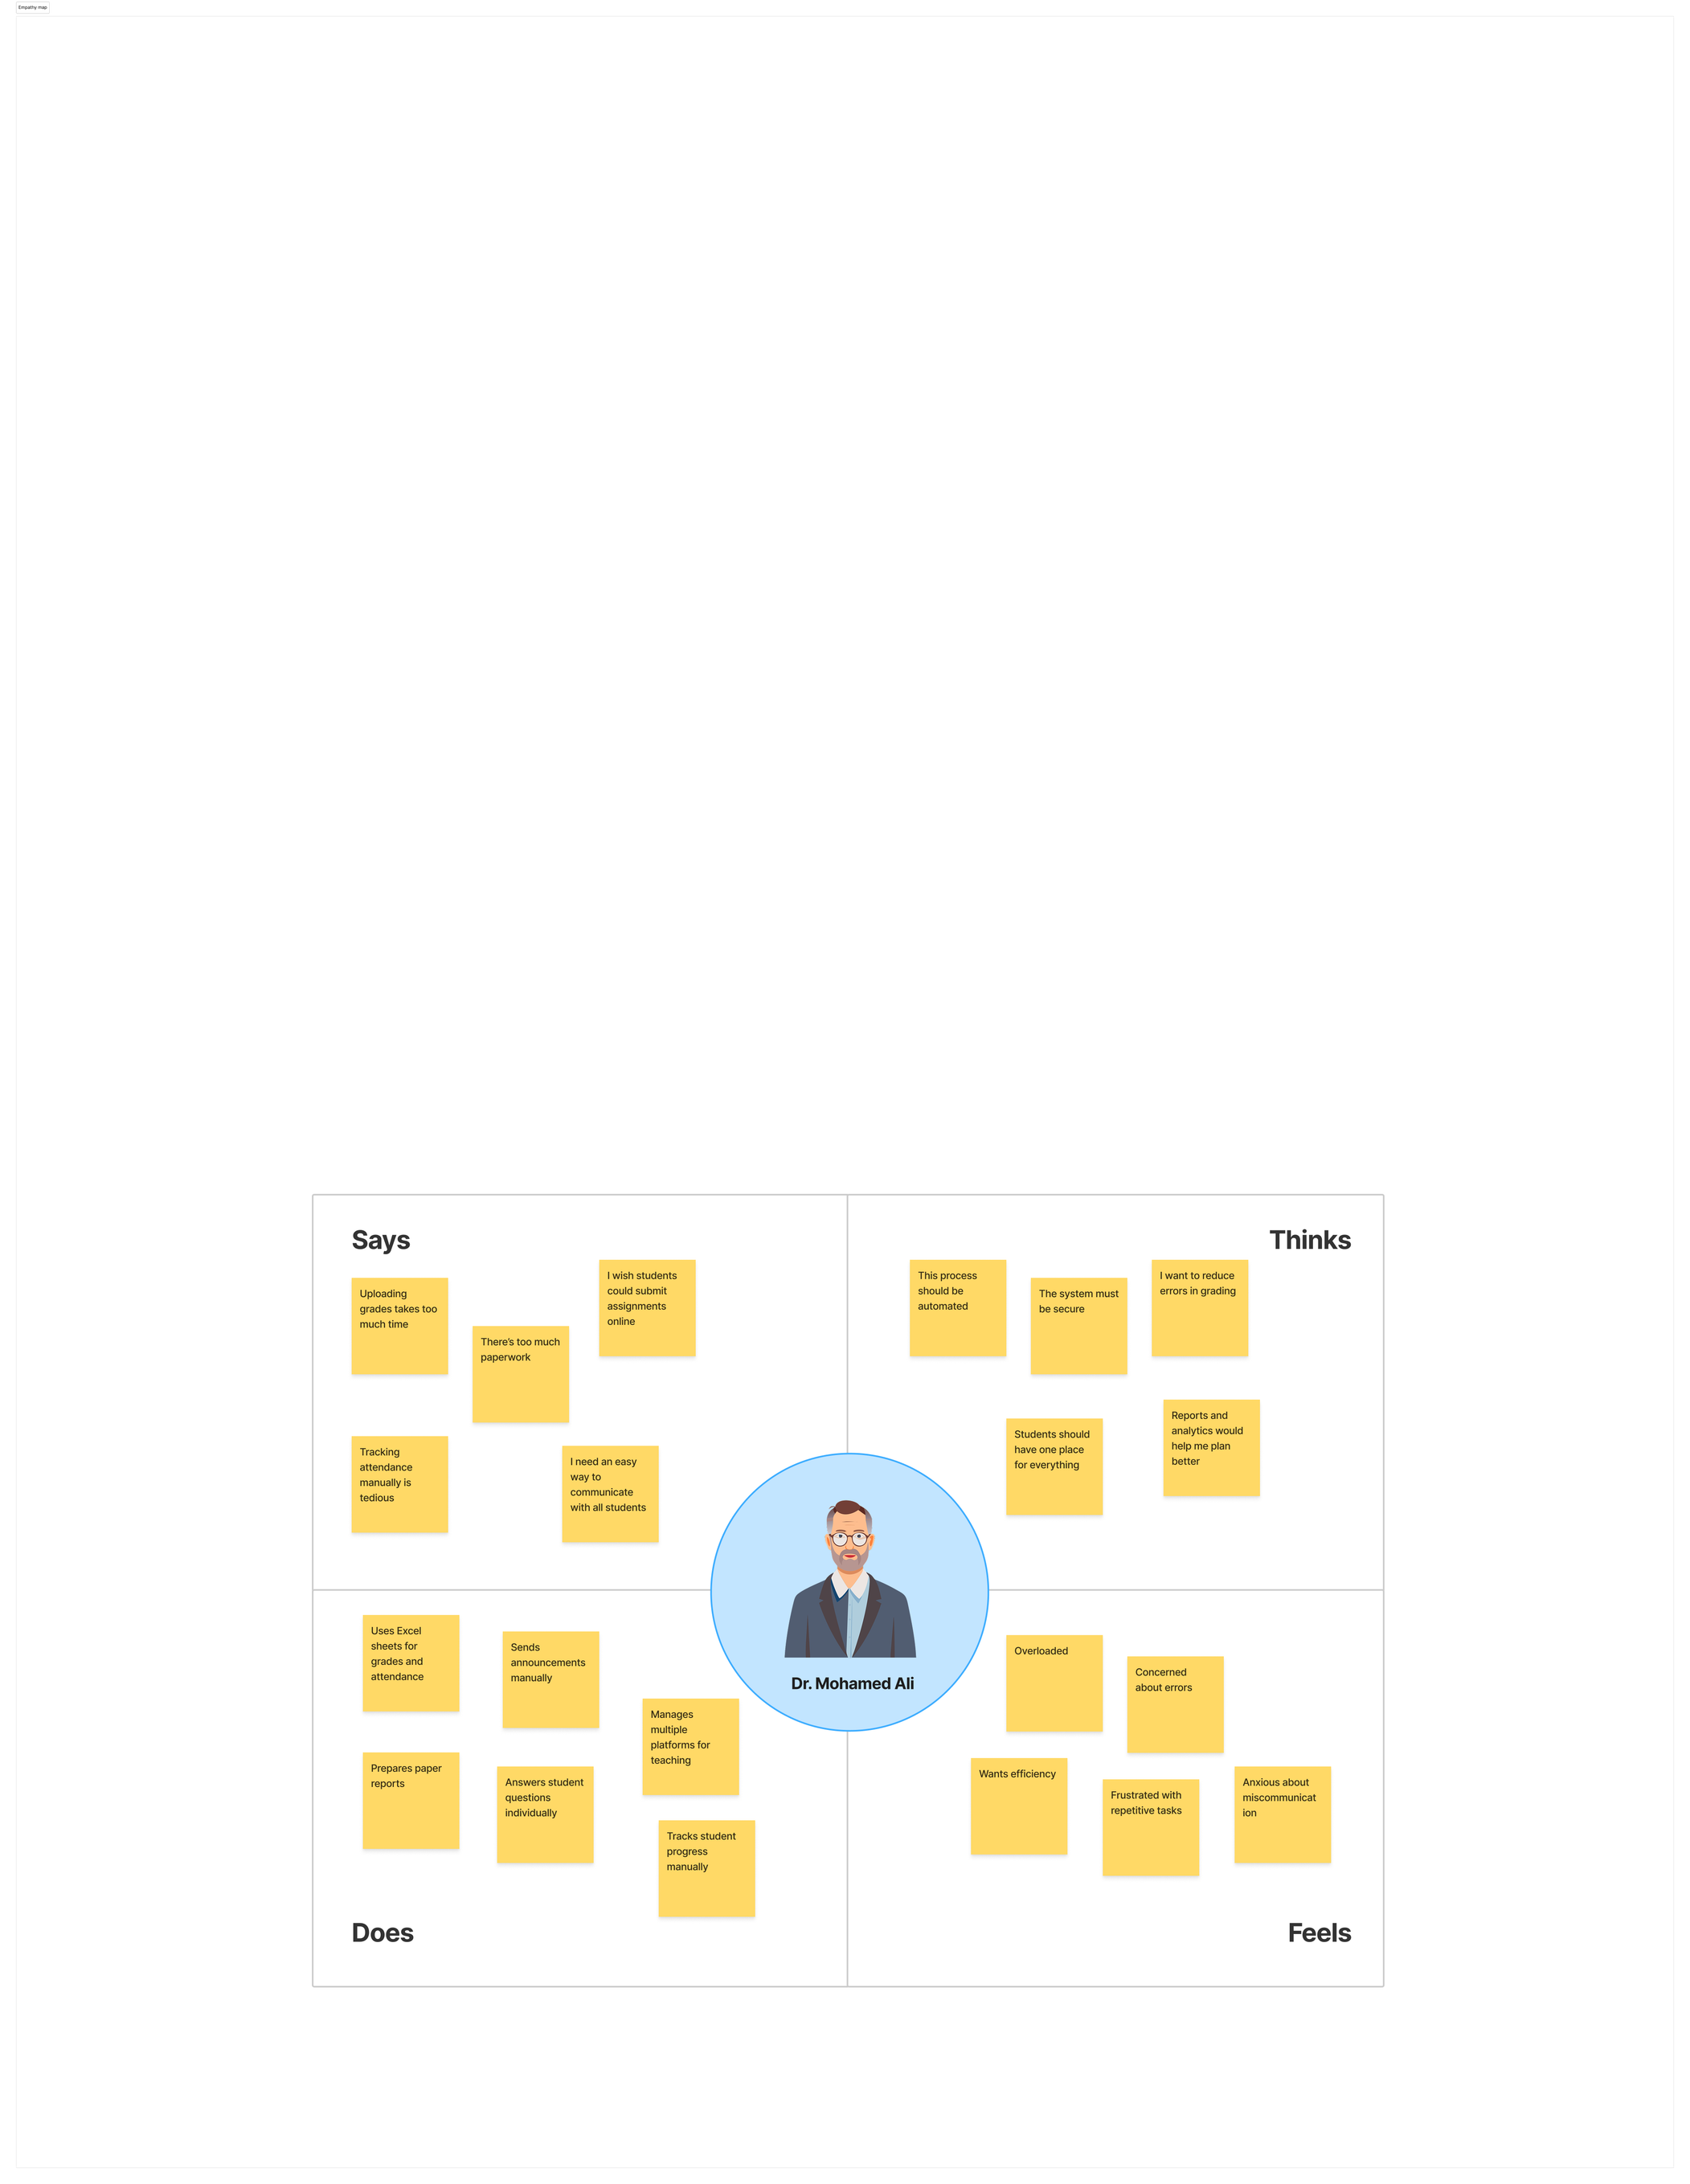 Empathy map
Says
Uploading
grades takes too
much time
There's too much
paperwork
I wish students
could submit
assignments
online
Tracking
attendance
manually is
tedious
I need an easy
way to
communicate
with all students
Thinks
This process
should be
automated
The system must
be secure
I want to reduce
errors in grading
Students should
have one place
for everything
Reports and
analytics would
help me plan
better
Dr. Mohamed Ali
Uses Excel
sheets for
grades and
attendance
Sends
announcements
manually
Manages
multiple
platforms for
teaching
Prepares paper
reports
Answers student
questions
individually
Tracks student
progress
manually
Does
Overloaded
Concerned
about errors
Wants efficiency
Frustrated with
repetitive tasks
Anxious about
miscommunicat
ion
Feels